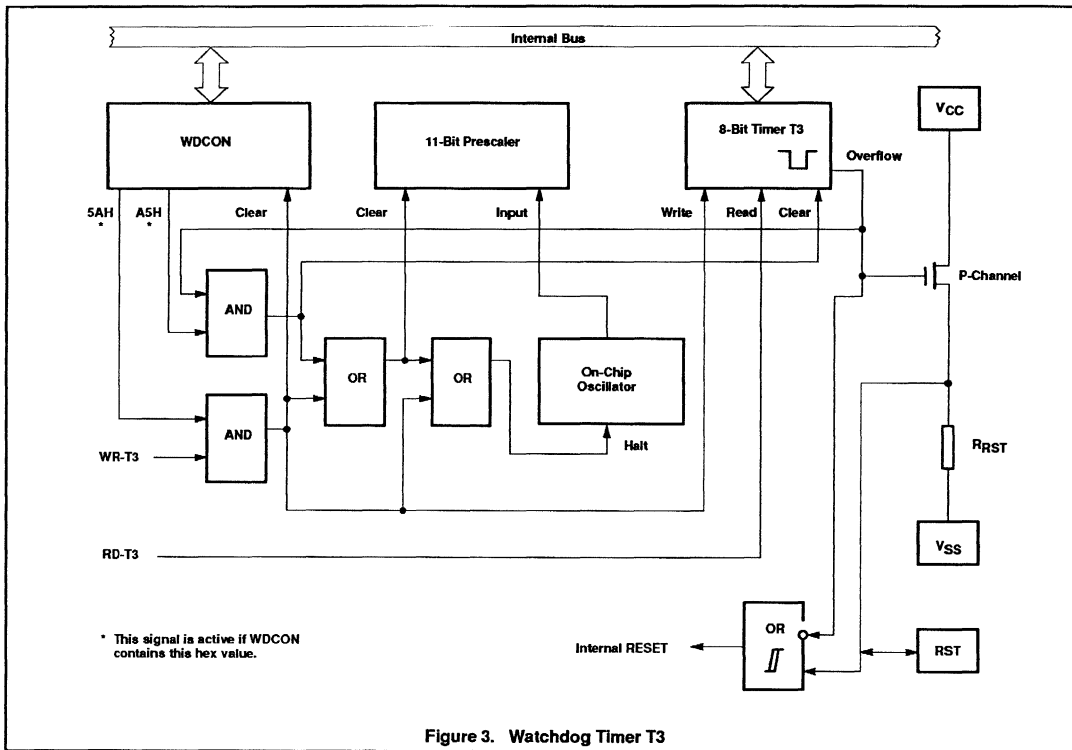 Internal Bus
WDCON
11-Bit Prescaler
8-Bit Timer T3
VCC
Overflow
5AH
*
A5H
*
Clear
Clear
Input
Write
Read
Clear
P-Channel
AND
OR
OR
On-Chip
Oscillator
AND
Halt
WR-T3
RRST
RD-T3
VSS
* This signal is active if WDCON
contains this hex value.
Internal RESET
OR
RST
Figure 3. Watchdog Timer T3